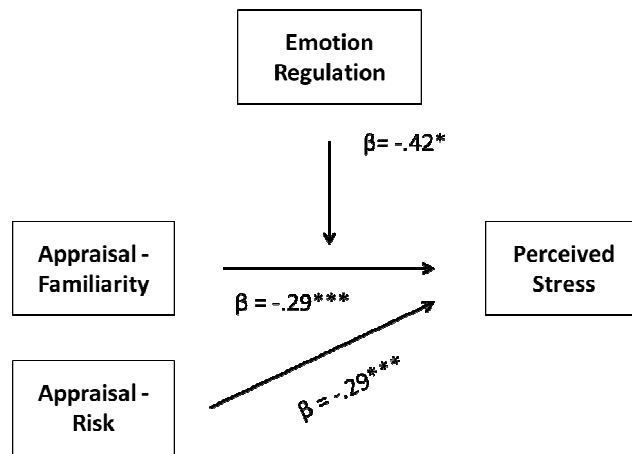 Emotion
Regulation
β= -.42*
Appraisal -
Familiarity
Perceived
Stress
β = -.29***
Appraisal -
Risk
β = -.29***